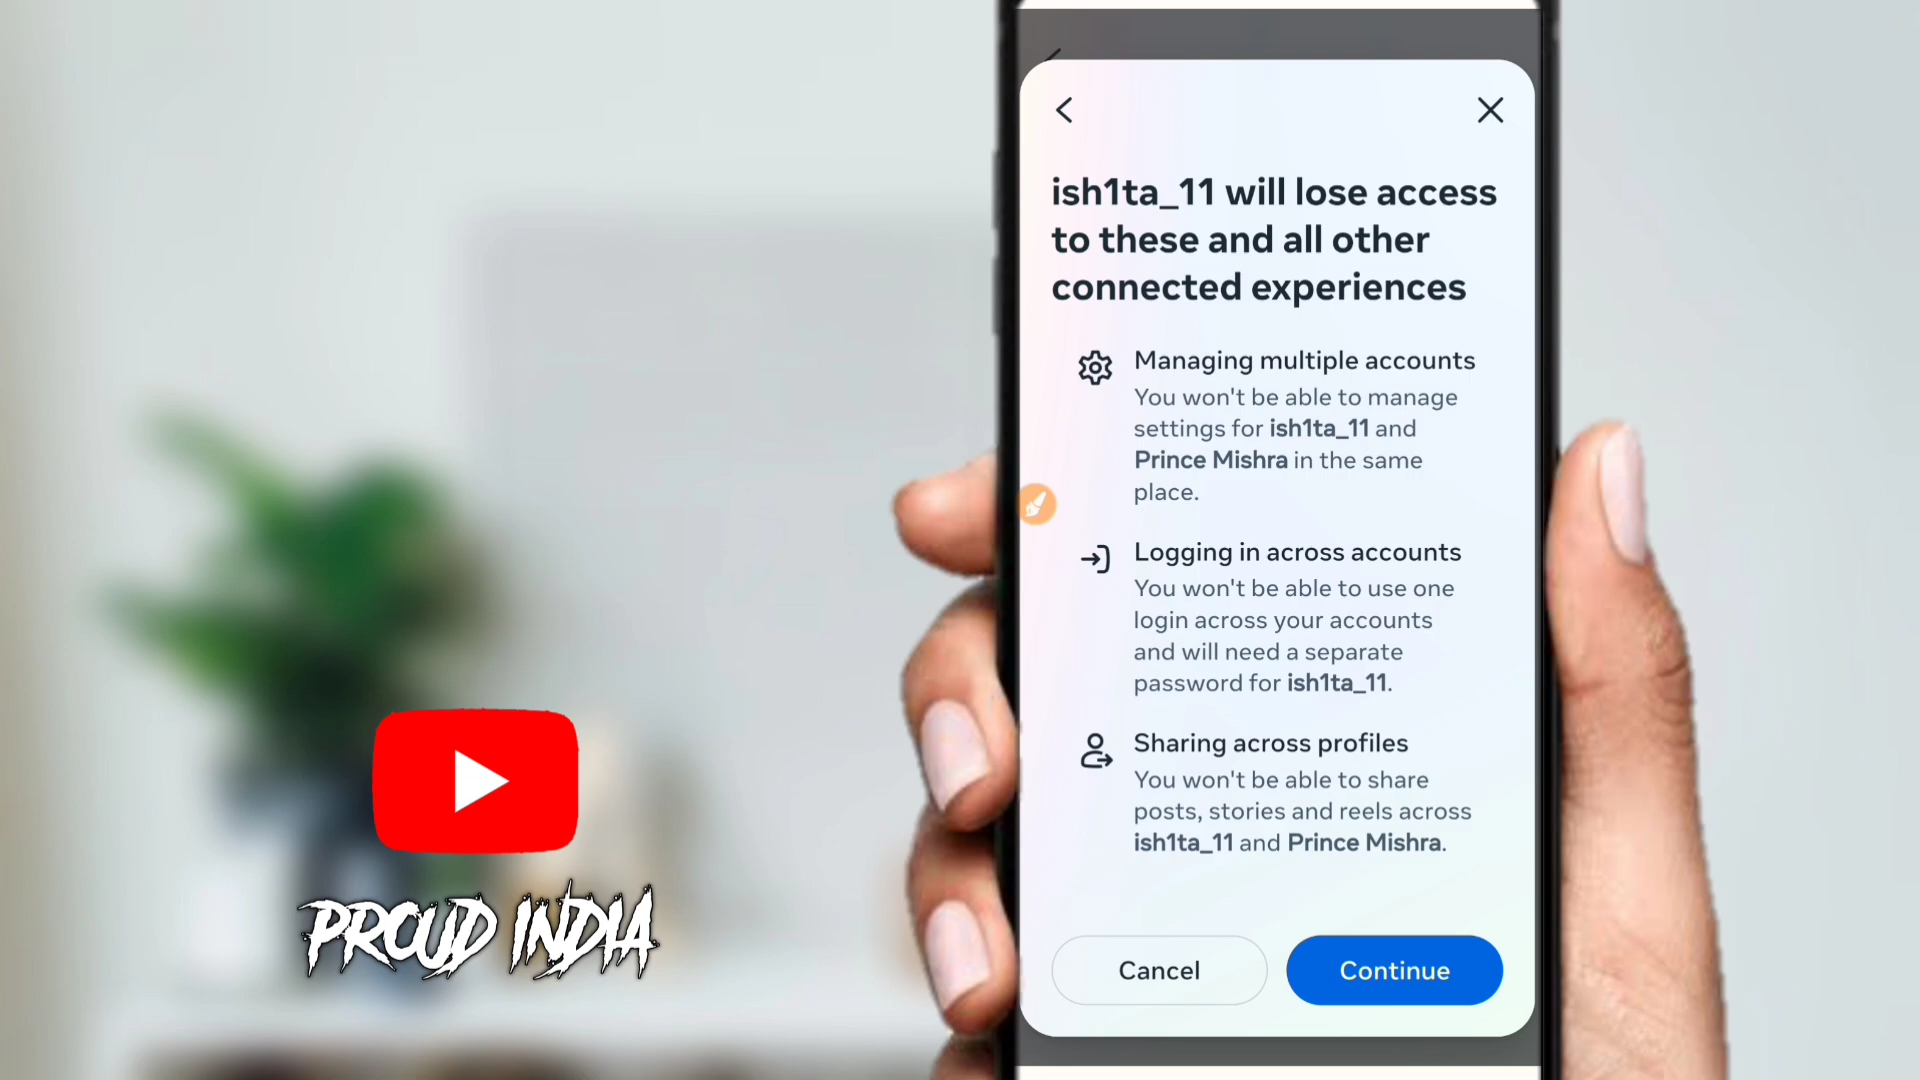 ish1ta_11 will lose access
to these and all other
connected experiences
Managing multiple accounts
You won't be able to manage
settings for ish1ta_11 and
Prince Mishra in the same
place.
Logging in across accounts
You won't be able to use one
login across your accounts
and will need a separate
password for ish1ta_11.
Sharing across profiles
You won't be able to share
posts, stories and reels across
ish1ta_11 and Prince Mishra.
Cancel
Continue
PROUD INDIA